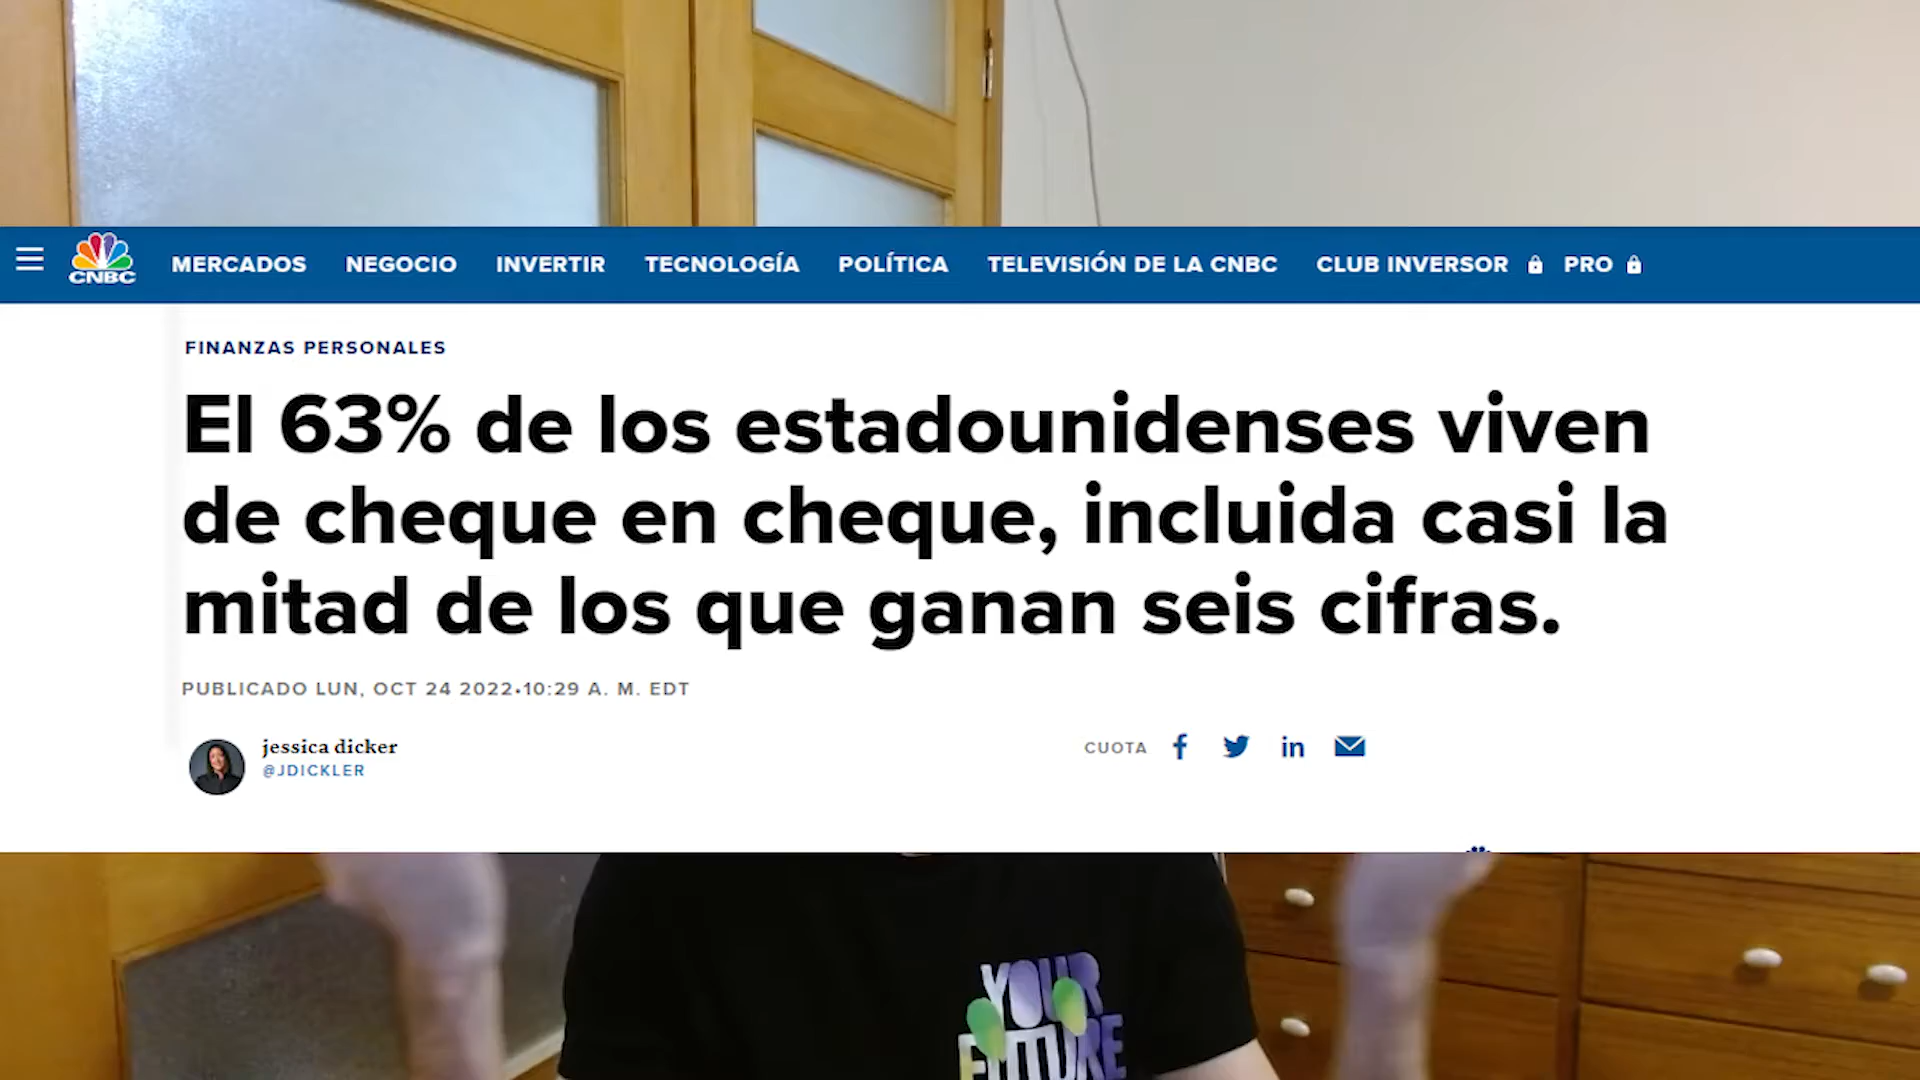 CNBC
MERCADOS NEGOCIO INVERTIR TECNOLOGÍA POLÍTICA TELEVISIÓN DE LA CNBC CLUB INVERSOR PRO
FINANZAS PERSONALES
El 63% de los estadounidenses viven
de cheque en cheque, incluida casi la
mitad de los que ganan seis cifras.
PUBLICADO LUN, OCT 24 2022•10:29 A. M. EDT
jessica dicker
@JDICKLER
CUOTA
YOUR
FUTURE